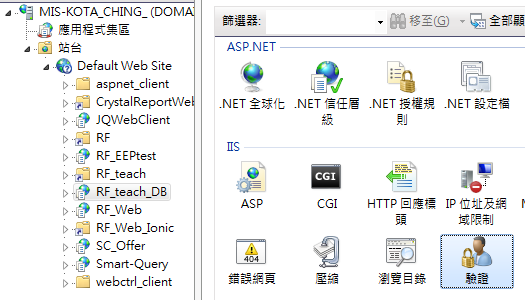 MIS-KOTA_CHING_ (DOMA
應用程式集區
站台
Default Web Site
aspnet_client
CrystalReportWeb
JQWebClient
RF
RF_EEPtest
RF_teach
RF_teach_DB
RF_Web
RF_Web_Ionic
SC_Offer
Smart-Query
webctrl_client
篩選器:
移至(G)
全部顯
ASP.NET
.NET 全球化
.NET 信任層級
.NET 授權規則
.NET 設定檔
IIS
ASP
CGI
CGI
HTTP 回應標頭
IP 位址及網域限制
404
錯誤網頁
壓縮
瀏覽目錄
驗證